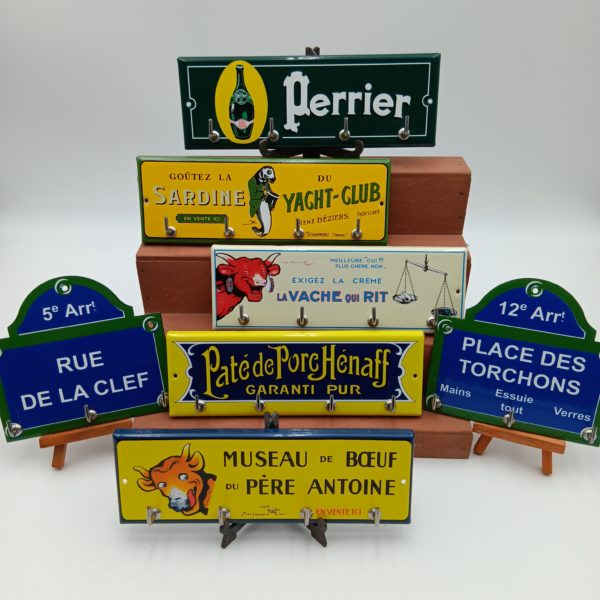 Perrier
GOÛTEZ LA DU
SARDINE YACHT-CLUB
EN VENTE ICI RENÉ BÉZIERS. Fabricant
MEILLEURE, OUI !!!
PLUS CHÈRE, NON..
EXIGEZ LA CRÈME
LA VACHE QUI RIT
5e Arrt
RUE
DE LA CLEF
12e Arrt
PLACE DES
TORCHONS
Mains Essuie tout Verres
Paté de Porc Hénaff
GARANTI PUR
MUSEAU DE BŒUF
DU PÈRE ANTOINE
EN VENTE ICI